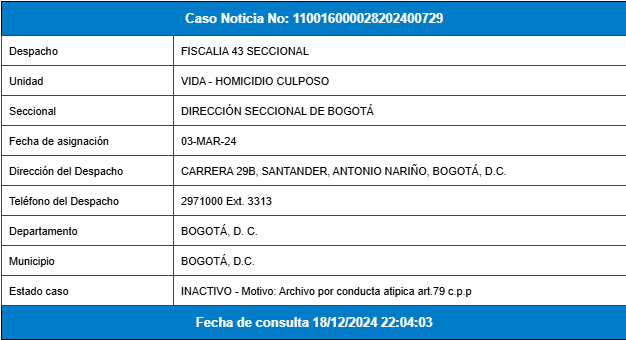 Caso Noticia No: 110016000028202400729
Despacho FISCALIA 43 SECCIONAL
Unidad VIDA - HOMICIDIO CULPOSO
Seccional DIRECCIÓN SECCIONAL DE BOGOTÁ
Fecha de asignación 03-MAR-24
Dirección del Despacho CARRERA 29B, SANTANDER, ANTONIO NARIÑO, BOGOTÁ, D.C.
Teléfono del Despacho 2971000 Ext. 3313
Departamento BOGOTÁ, D. C.
Municipio BOGOTÁ, D.C.
Estado caso INACTIVO - Motivo: Archivo por conducta atipica art.79 c.p.p
Fecha de consulta 18/12/2024 22:04:03